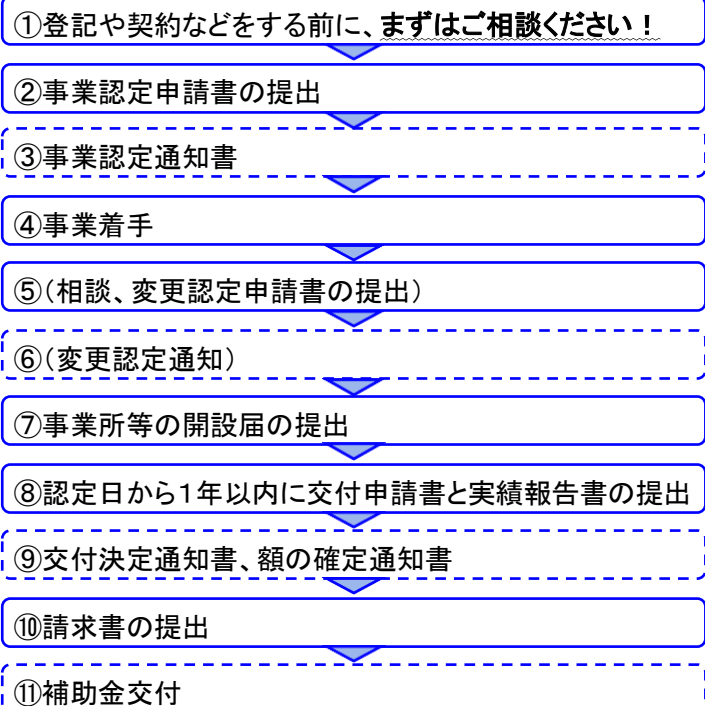 ①登記や契約などをする前に、まずはご相談ください！
②事業認定申請書の提出
③事業認定通知書
④事業着手
⑤（相談、変更認定申請書の提出）
⑥（変更認定通知）
⑦事業所等の開設届の提出
⑧認定日から１年以内に交付申請書と実績報告書の提出
⑨交付決定通知書、額の確定通知書
⑩請求書の提出
⑪補助金交付